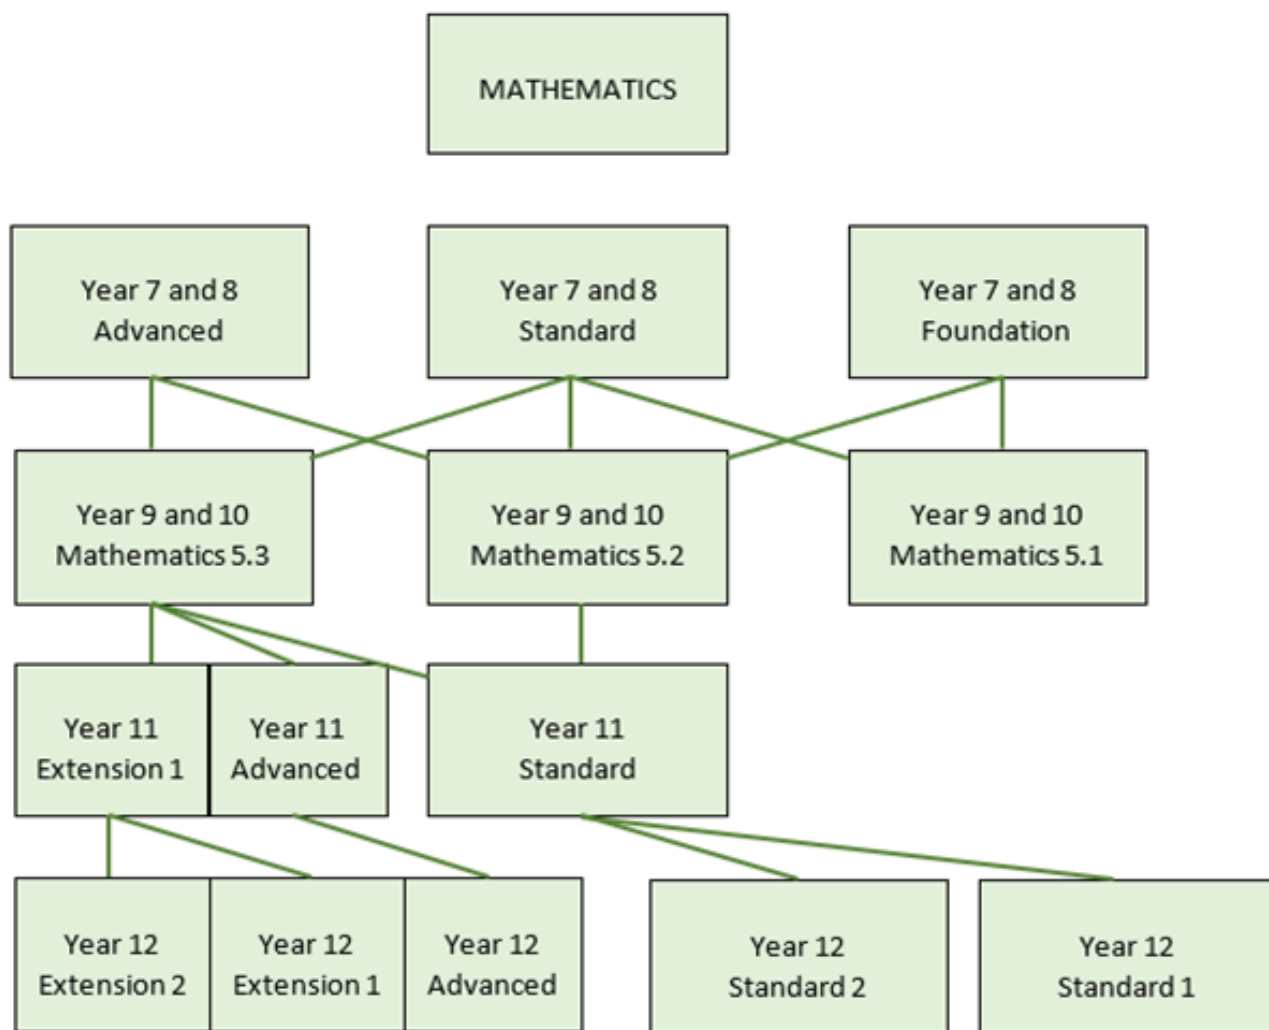 MATHEMATICS
Year 7 and 8
Advanced
Year 7 and 8
Standard
Year 7 and 8
Foundation
Year 9 and 10
Mathematics 5.3
Year 9 and 10
Mathematics 5.2
Year 9 and 10
Mathematics 5.1
Year 11
Extension 1
Year 11
Advanced
Year 11
Standard
Year 12
Extension 2
Year 12
Extension 1
Year 12
Advanced
Year 12
Standard 2
Year 12
Standard 1